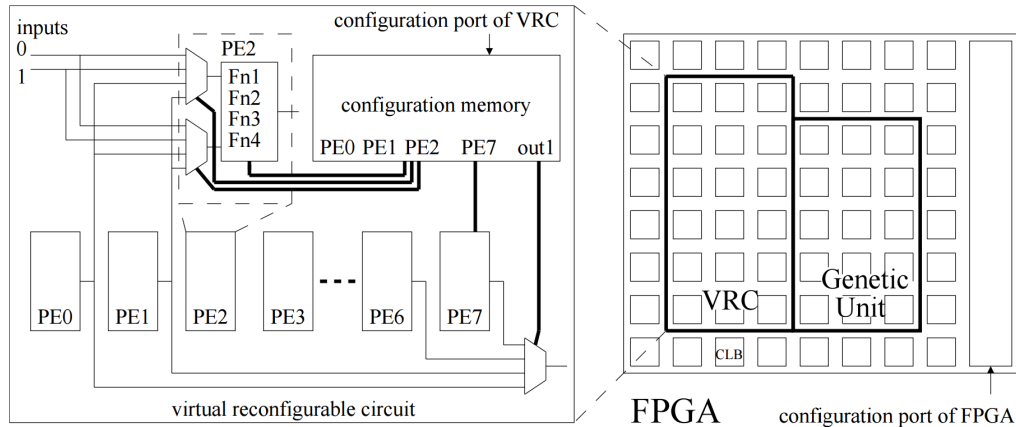 inputs
0
1
PE2
Fn1
Fn2
Fn3
Fn4
configuration port of VRC
configuration memory
PE0 PE1 PE2 PE7 out1
PE0 PE1 PE2 PE3 PE6 PE7
virtual reconfigurable circuit
VRC
Genetic
Unit
CLB
FPGA
configuration port of FPGA